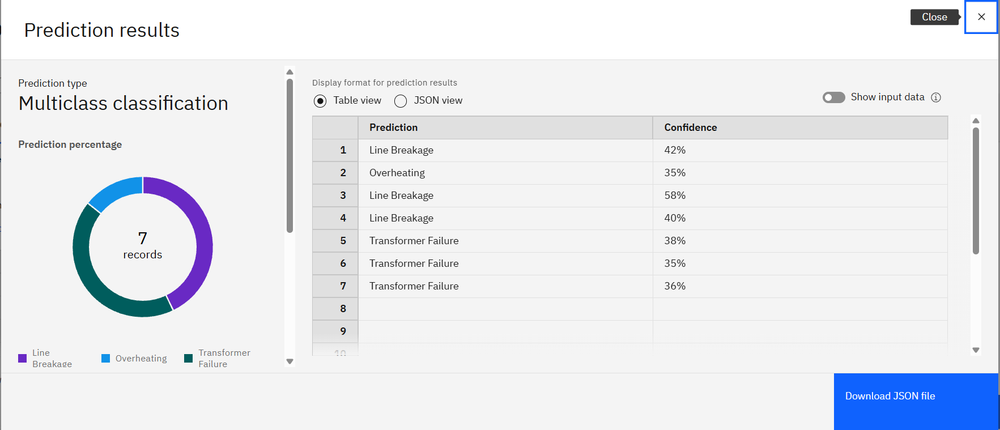 Prediction results
Close
Prediction type
Multiclass classification
Prediction percentage
7
records
Line
Breakage
Overheating
Transformer
Failure
Display format for prediction results
Table view
JSON view
Show input data
Prediction Confidence
1 Line Breakage 42%
2 Overheating 35%
3 Line Breakage 58%
4 Line Breakage 40%
5 Transformer Failure 38%
6 Transformer Failure 35%
7 Transformer Failure 36%
8
9
10
Download JSON file